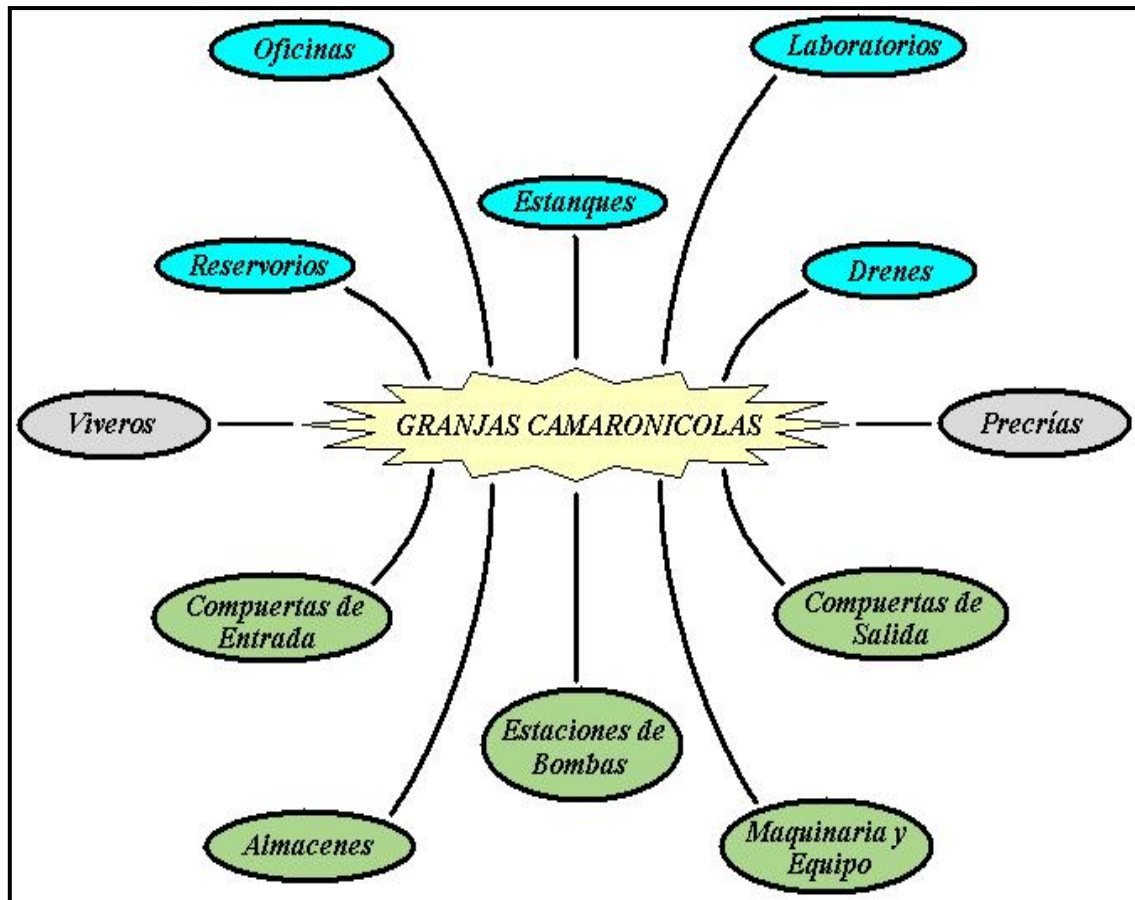 Oficinas
Laboratorios
Estanques
Reservorios
Drenes
Viveros
GRANJAS CAMARONICOLAS
Precrías
Compuertas de
Entrada
Compuertas de
Salida
Estaciones de
Bombas
Almacenes
Maquinaria y
Equipo